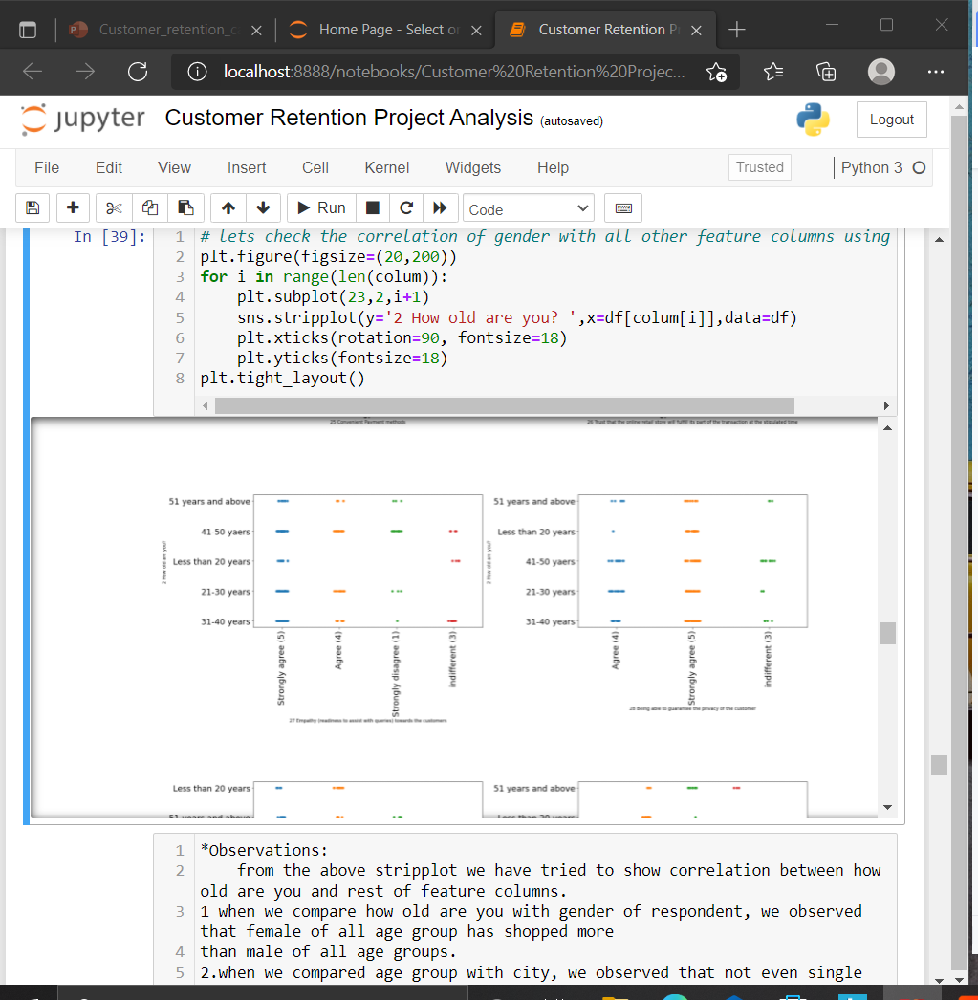 Customer_retention_c
Home Page - Select or
Customer Retention P
localhost:8888/notebooks/Customer%20Retention%20Projec...
jupyter Customer Retention Project Analysis (autosaved)
Logout
File Edit View Insert Cell Kernel Widgets Help
Trusted
Python 3
Run
Code
In [39]:
1 # lets check the correlation of gender with all other feature columns using
2 plt.figure(figsize=(20,200))
3 for i in range(len(colum)):
4 plt.subplot(23,2,i+1)
5 sns.stripplot(y='2 How old are you? ',x=df[colum[i]],data=df)
6 plt.xticks(rotation=90, fontsize=18)
7 plt.yticks(fontsize=18)
8 plt.tight_layout()
25 Convenient Payment methods
26 Trust that the online retail store will fulfill its part of the transaction at the stipulated time
2 How old are you?
51 years and above
41-50 yaers
Less than 20 years
21-30 years
31-40 years
Strongly agree (5)
Agree (4)
Strongly disagree (1)
indifferent (3)
27 Empathy (readiness to assist with queries) towards the customers
2 How old are you?
51 years and above
Less than 20 years
41-50 yaers
21-30 years
31-40 years
Agree (4)
Strongly agree (5)
indifferent (3)
28 Being able to guarantee the privacy of the customer
Less than 20 years
51 years and above
51 years and above
Less than 20 years
1 *Observations:
2 from the above stripplot we have tried to show correlation between how
old are you and rest of feature columns.
3 1 when we compare how old are you with gender of respondent, we observed
that female of all age group has shopped more
4 than male of all age groups.
5 2.when we compared age group with city, we observed that not even single